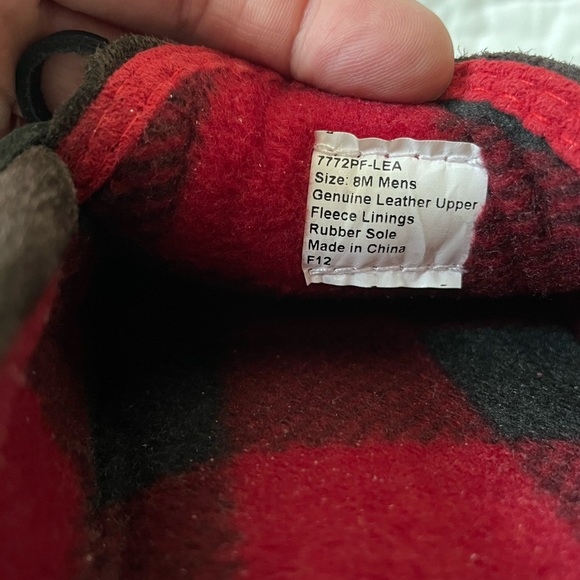 7772PF-LEA
Size: 8M Mens
Genuine Leather Upper
Fleece Linings
Rubber Sole
Made in China
F12